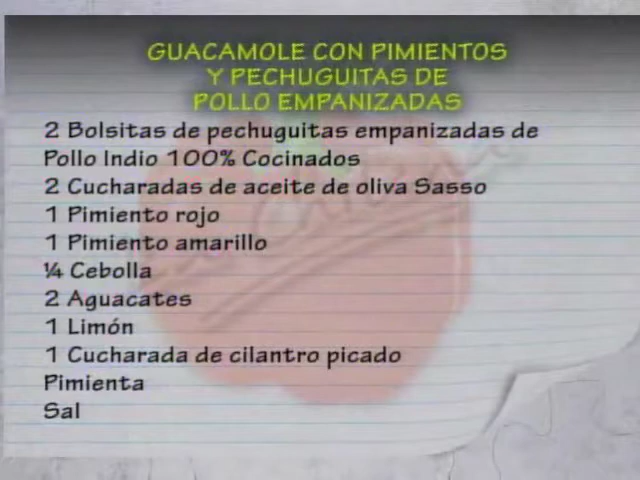 GUACAMOLE CON PIMIENTOS
Y PECHUGUITAS DE
POLLO EMPANIZADAS
2 Bolsitas de pechuguitas empanizadas de
Pollo Indio 100% Cocinados
2 Cucharadas de aceite de oliva Sasso
1 Pimiento rojo
1 Pimiento amarillo
¼ Cebolla
2 Aguacates
1 Limón
1 Cucharada de cilantro picado
Pimienta
Sal